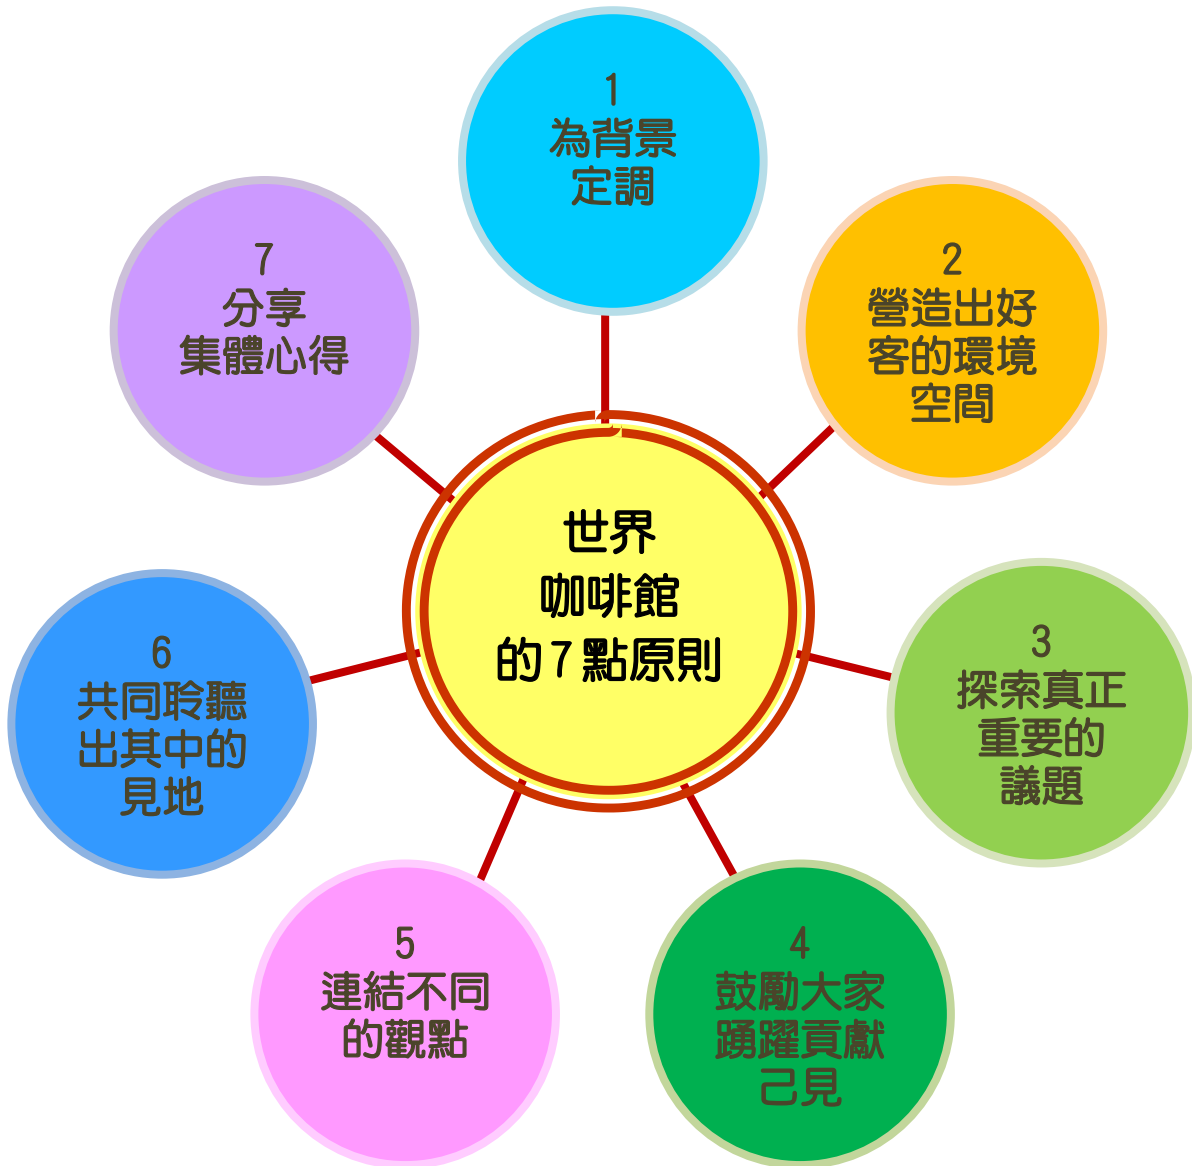 1
為背景
定調
2
營造出好
客的環境
空間
3
探索真正
重要的
議題
4
鼓勵大家
踴躍貢獻
己見
5
連結不同
的觀點
6
共同聆聽
出其中的
見地
7
分享
集體心得
世界
咖啡館
的7點原則